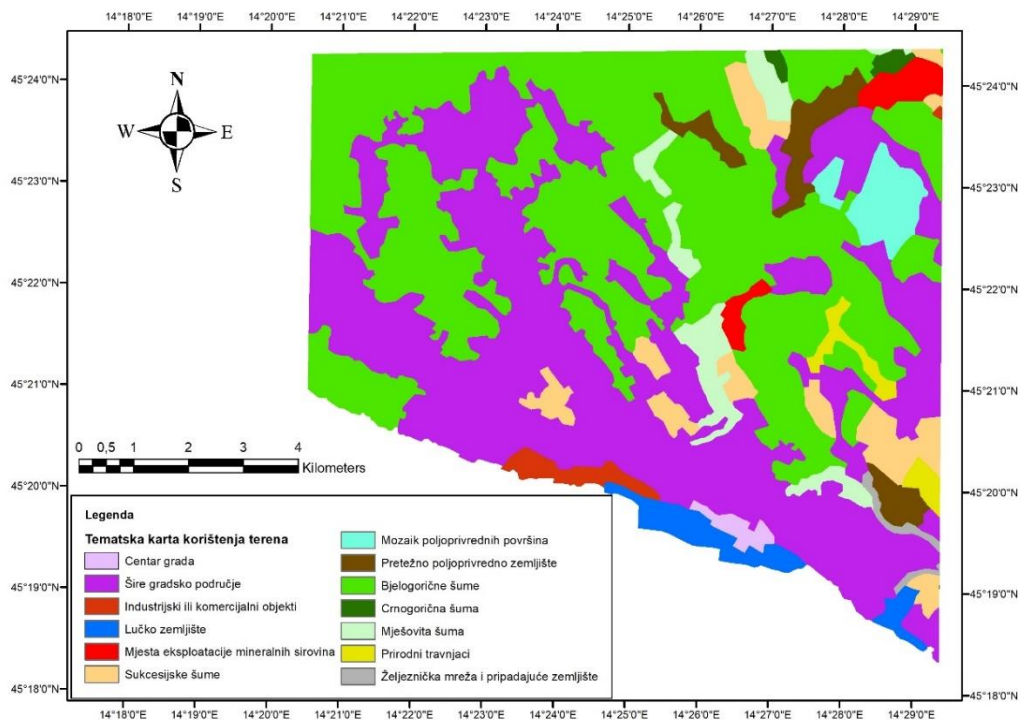 14°18'0"E 14°19'0"E 14°20'0"E 14°21'0"E 14°22'0"E 14°23'0"E 14°24'0"E 14°25'0"E 14°26'0"E 14°27'0"E 14°28'0"E 14°29'0"E
45°24'0"N 45°24'0"N
N
W E
S
45°23'0"N 45°23'0"N
45°22'0"N 45°22'0"N
45°21'0"N 45°21'0"N
0 0,5 1 2 3 4
Kilometers
45°20'0"N 45°20'0"N
Legenda
Tematska karta korištenja terena
Centar grada
Šire gradsko područje
Industrijski ili komercijalni objekti
Lučko zemljište
Mjesta eksploatacije mineralnih sirovina
Sukcesijske šume
Mozaik poljoprivrednih površina
Pretežno poljoprivredno zemljište
Bjelogorične šume
Crnogorična šuma
Mješovita šuma
Prirodni travnjaci
Željeznička mreža i pripadajuće zemljište
45°19'0"N 45°19'0"N
45°18'0"N 45°18'0"N
14°18'0"E 14°19'0"E 14°20'0"E 14°21'0"E 14°22'0"E 14°23'0"E 14°24'0"E 14°25'0"E 14°26'0"E 14°27'0"E 14°28'0"E 14°29'0"E